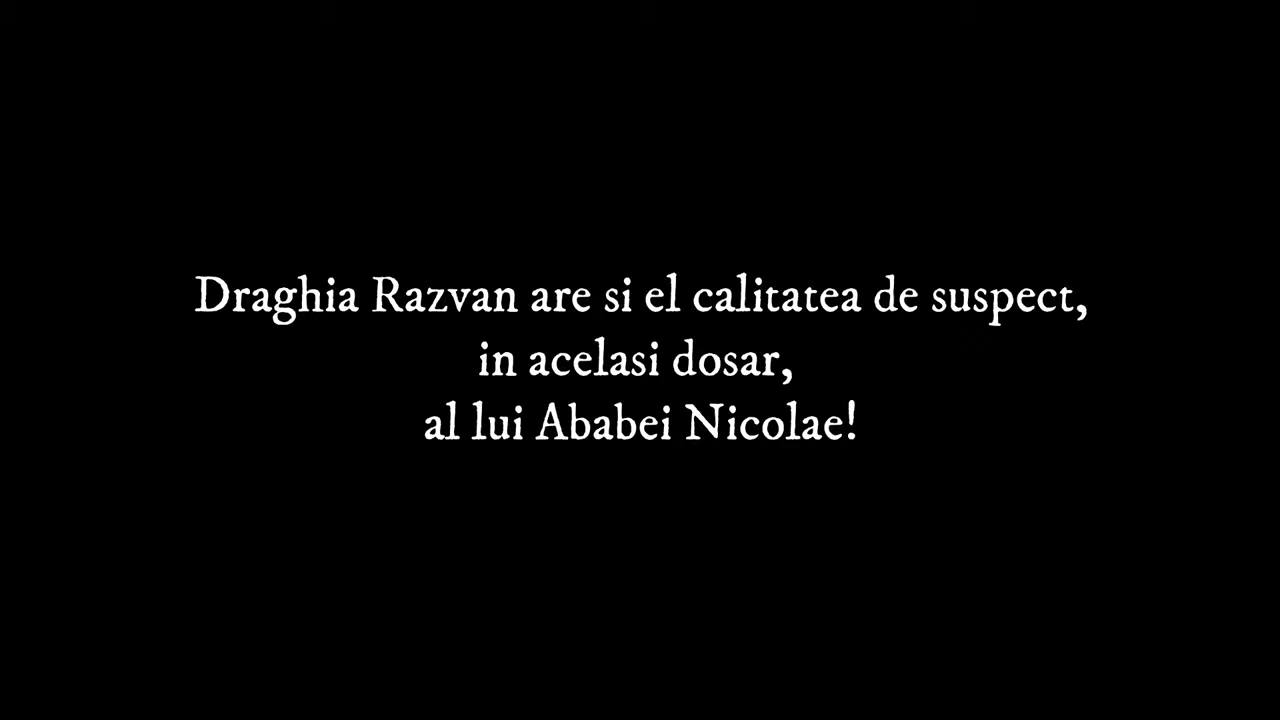 Draghia Razvan are si el calitatea de suspect,
in acelasi dosar,
al lui Ababei Nicolae!